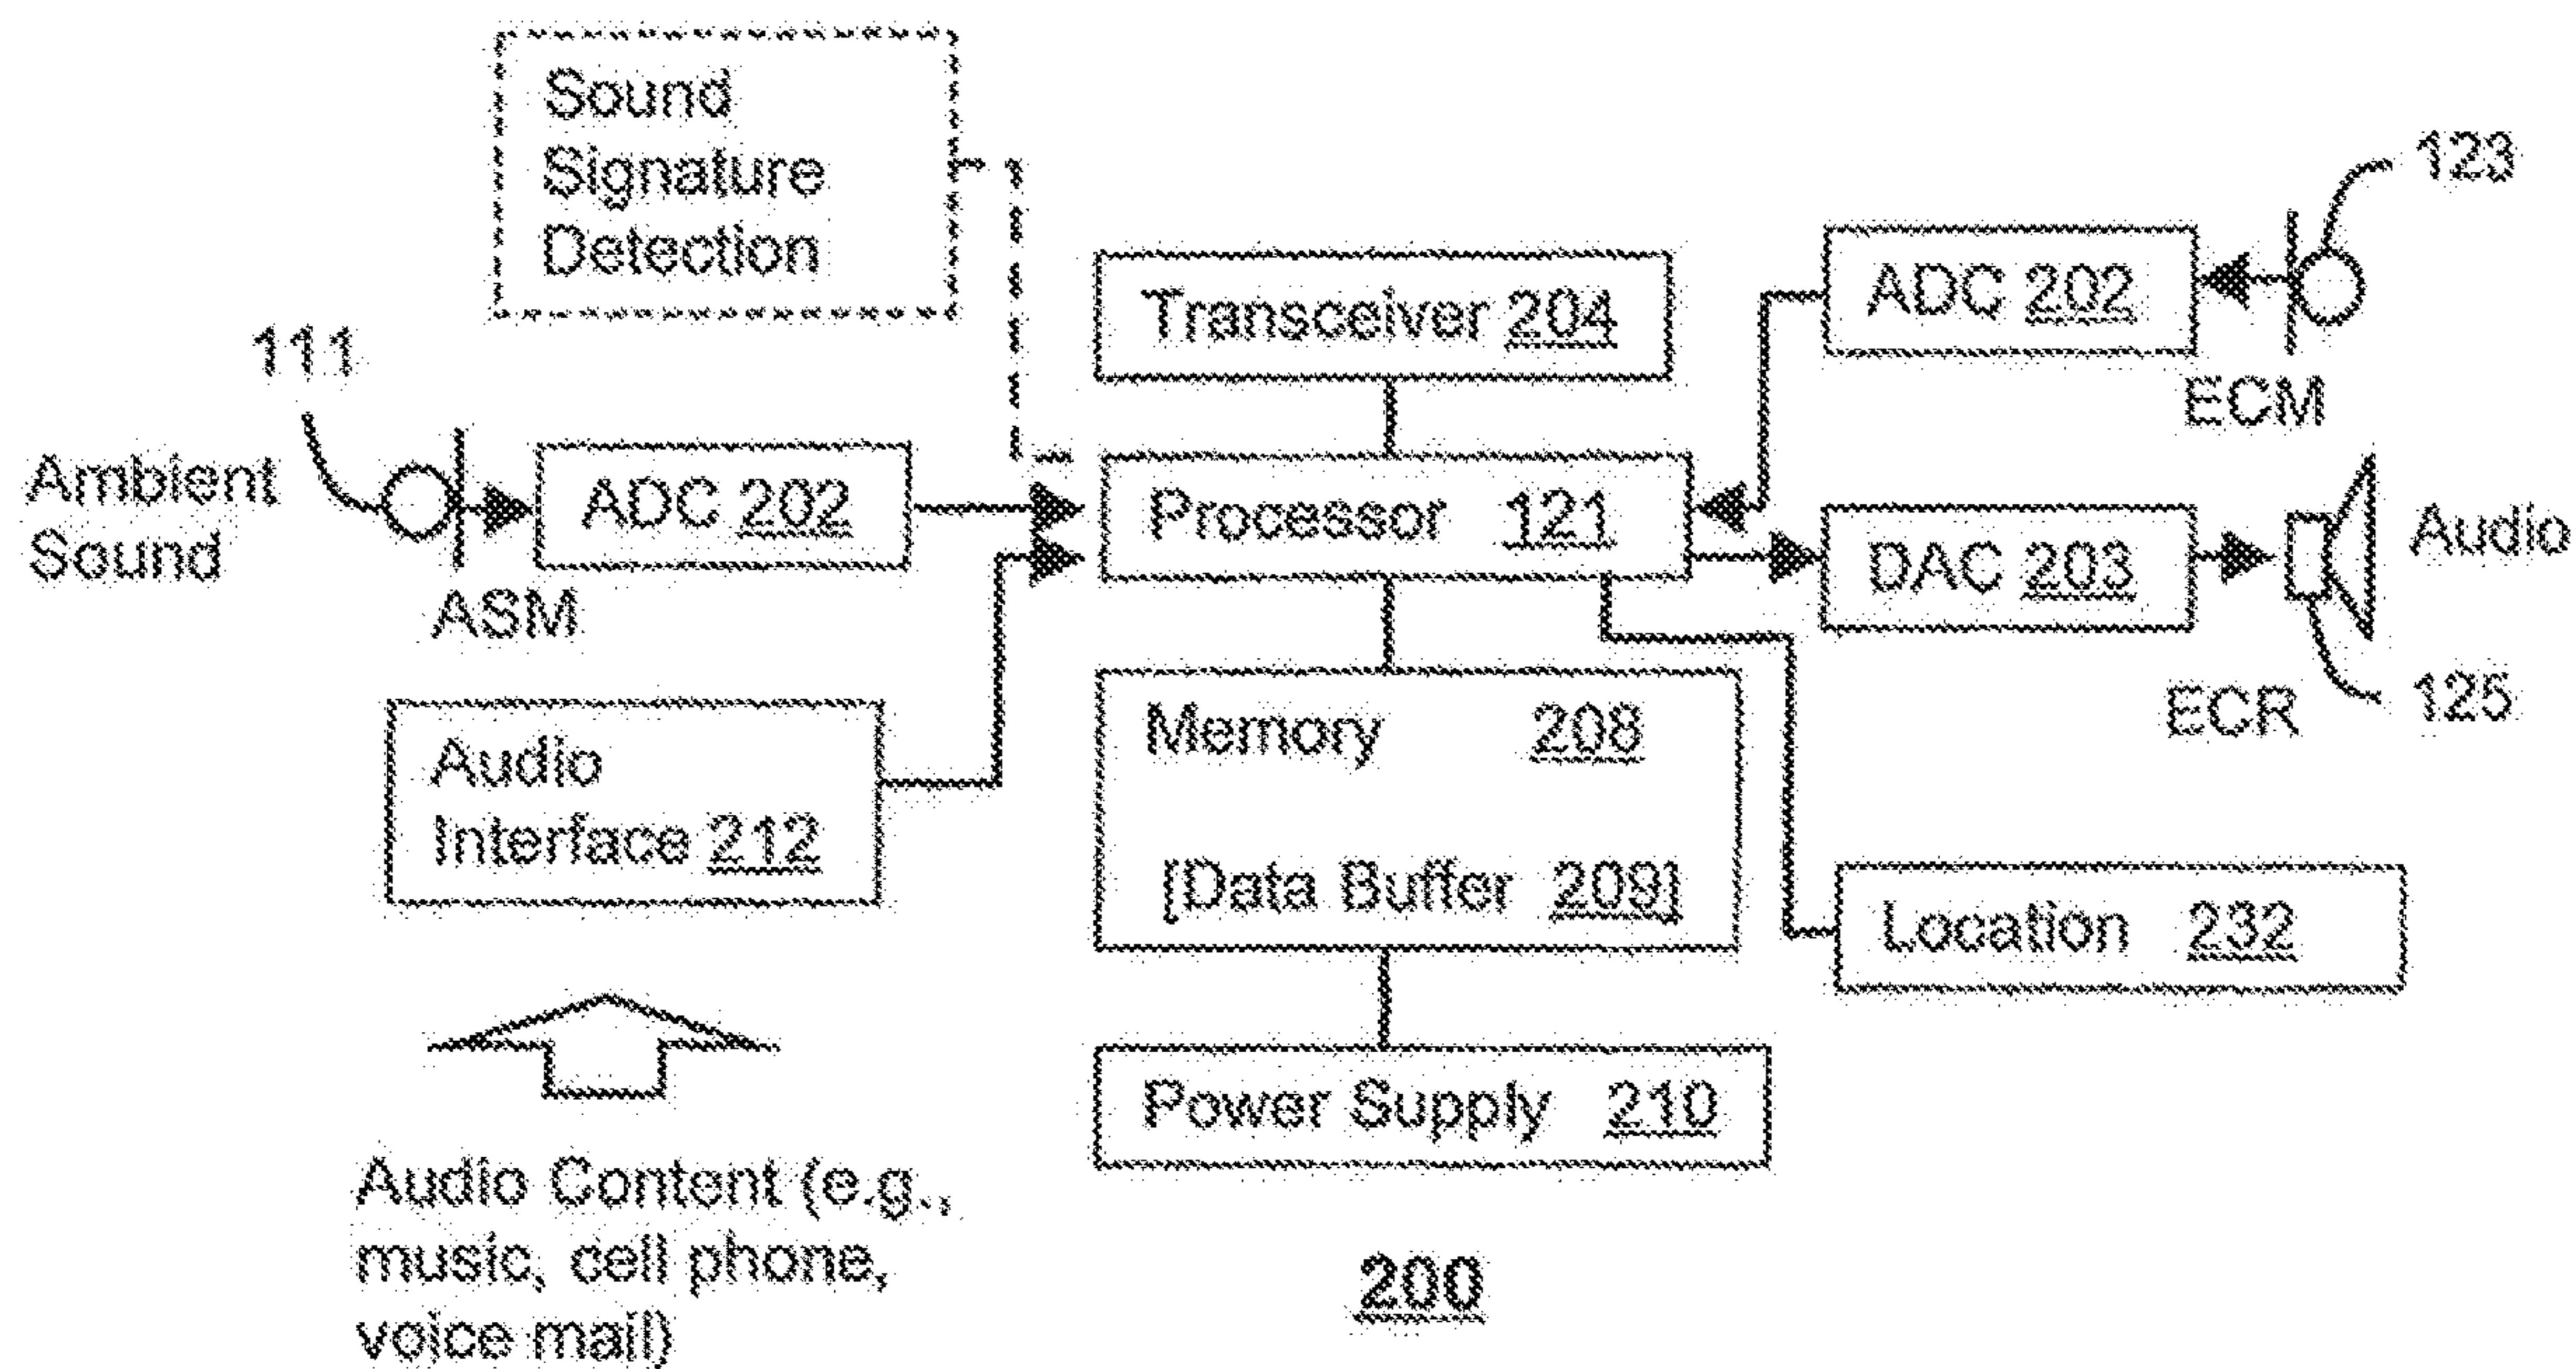 Sound
Signature
Detection
123
Transceiver 204
ADC 202
111
ECM
Ambient
Sound
ADC 202
Processor 121
DAC 203
Audio
ASM
ECR
125
Audio
Interface 212
Memory 208
[Data Buffer 209]
Location 232
Power Supply 210
Audio Content (e.g.,
music, cell phone,
voice mail)
200